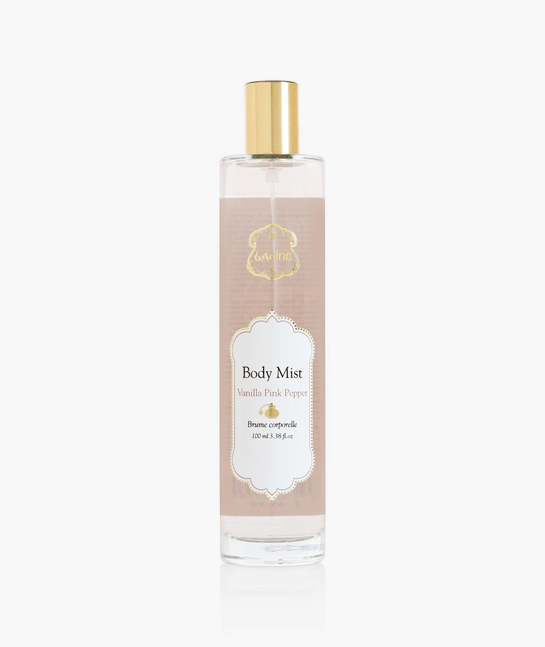 Body Mist
Vanilla Pink Pepper
Brume corporelle
100 ml 3.38 fl.oz